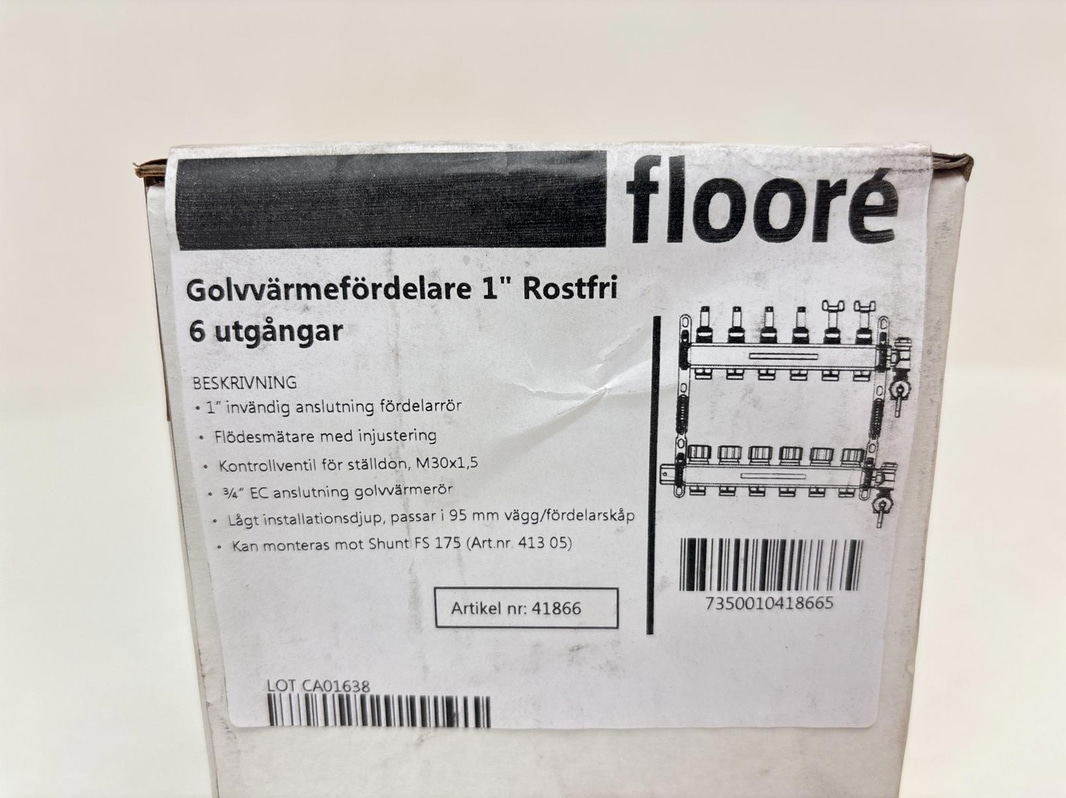 flooré
Golvvärmefördelare 1" Rostfri
6 utgångar
BESKRIVNING
• 1" invändig anslutning fördelarrör
• Flödesmätare med injustering
• Kontrollventil för ställdon, M30x1,5
• ¾" EC anslutning golvvärmerör
• Lågt installationsdjup, passar i 95 mm vägg/fördelarskåp
• Kan monteras mot Shunt FS 175 (Art.nr. 413 05)
Artikel nr: 41866
7350010418665
LOT CA01638